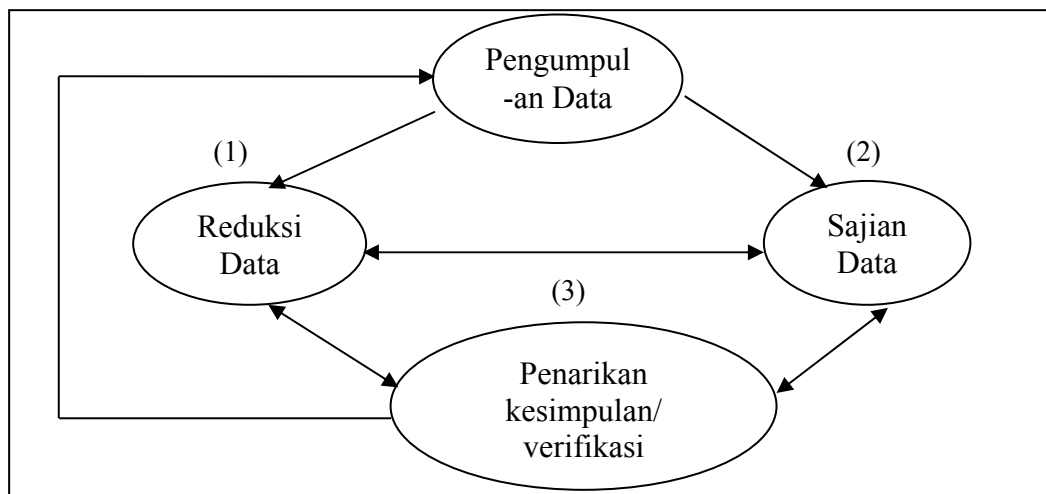 Pengumpul
-an Data
(1)
(2)
Reduksi
Data
Sajian
Data
(3)
Penarikan
kesimpulan/
verifikasi